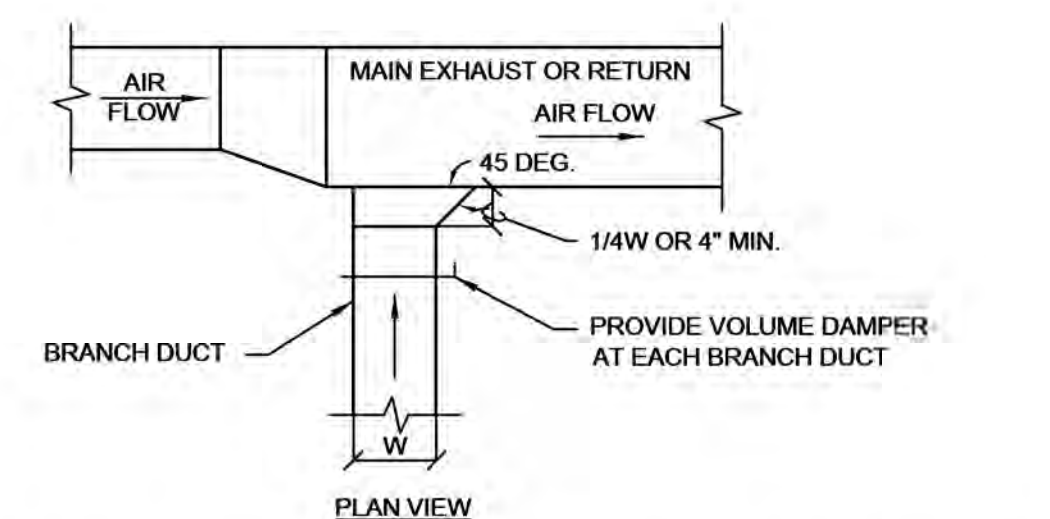 MAIN EXHAUST OR RETURN
AIR
FLOW
AIR FLOW
45 DEG.
1/4W OR 4" MIN.
PROVIDE VOLUME DAMPER
AT EACH BRANCH DUCT
BRANCH DUCT
W
PLAN VIEW